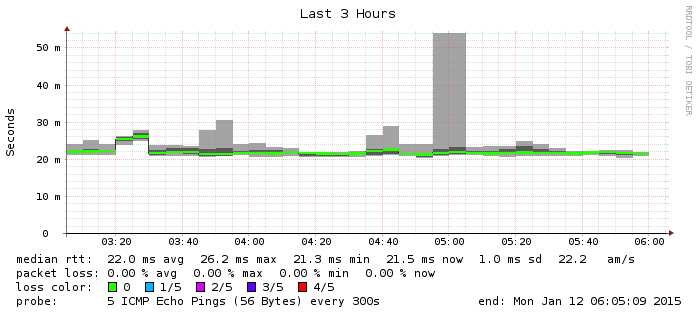 Last 3 Hours
RRDTOOL / TOBI OETIKER
Seconds
50 m
40 m
30 m
20 m
10 m
0
03:20 03:40 04:00 04:20 04:40 05:00 05:20 05:40 06:00
median rtt: 22.0 ms avg 26.2 ms max 21.3 ms min 21.5 ms now 1.0 ms sd 22.2 am/s
packet loss: 0.00 % avg 0.00 % max 0.00 % min 0.00 % now
loss color: 0 1/5 2/5 3/5 4/5
probe: 5 ICMP Echo Pings (56 Bytes) every 300s end: Mon Jan 12 06:05:09 2015